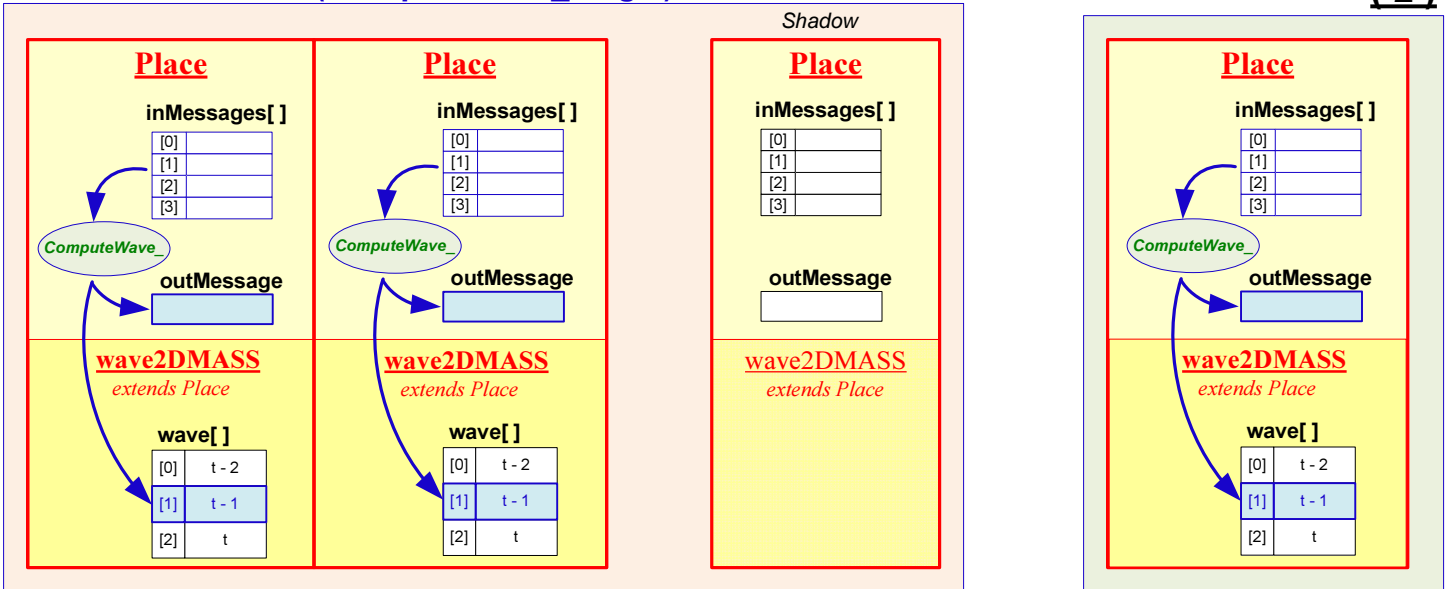 Shadow
Place Place Place Place
inMessages[ ] inMessages[ ] inMessages[ ] inMessages[ ]
[0] [0] [0] [0]
[1] [1] [1] [1]
[2] [2] [2] [2]
[3] [3] [3] [3]
ComputeWave_ ComputeWave_ ComputeWave_
outMessage outMessage outMessage outMessage
wave2DMASS wave2DMASS wave2DMASS wave2DMASS
extends Place extends Place extends Place extends Place
wave[ ] wave[ ] wave[ ]
[0] t - 2 [0] t - 2 [0] t - 2
[1] t - 1 [1] t - 1 [1] t - 1
[2] t [2] t [2] t